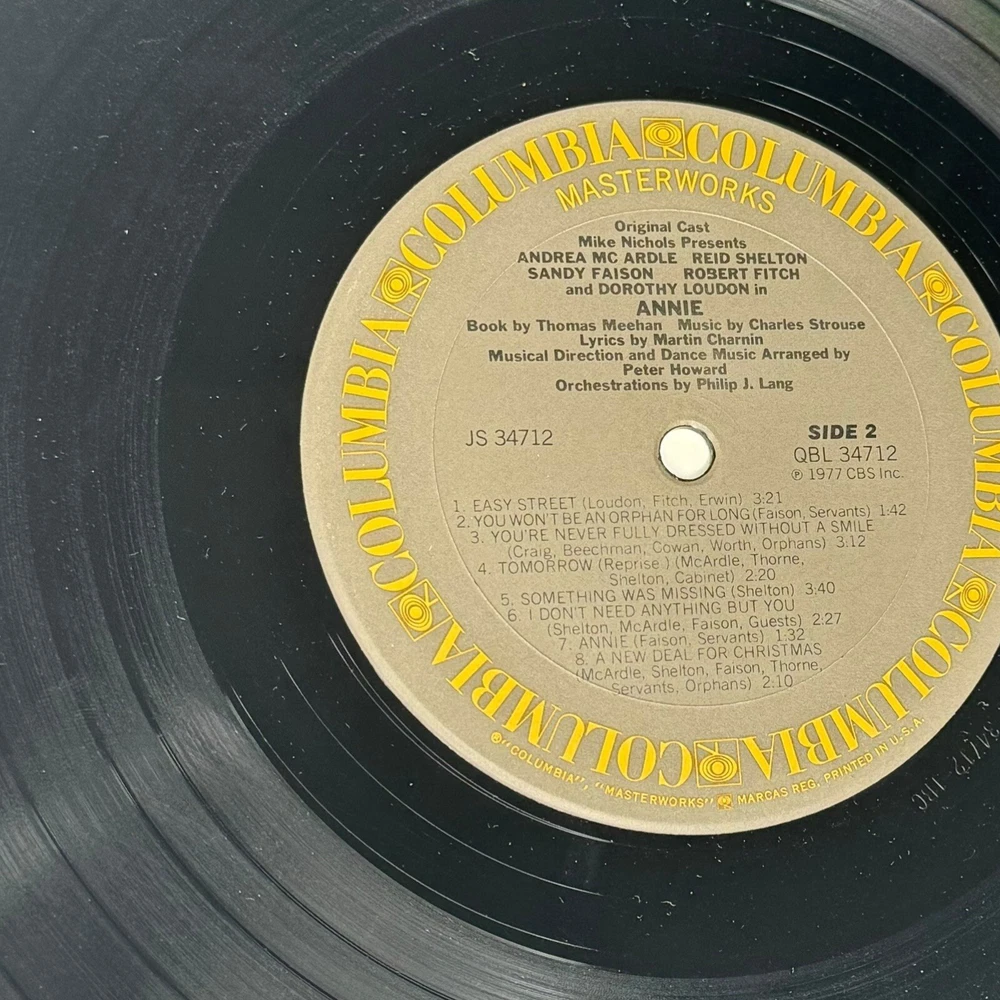 COLUMBIA COLUMBIA COLUMBIA COLUMBIA COLUMBIA COLUMBIA COLUMBIA
MASTERWORKS
Original Cast
Mike Nichols Presents
ANDREA MC ARDLE REID SHELTON
SANDY FAISON ROBERT FITCH
and DOROTHY LOUDON in
ANNIE
Book by Thomas Meehan Music by Charles Strouse
Lyrics by Martin Charnin
Musical Direction and Dance Music Arranged by
Peter Howard
Orchestrations by Philip J. Lang
JS 34712
SIDE 2
QBL 34712
℗ 1977 CBS Inc.
1. EASY STREET (Loudon, Fitch, Erwin) 3:21
2. YOU WON'T BE AN ORPHAN FOR LONG (Faison, Servants) 1:42
3. YOU'RE NEVER FULLY DRESSED WITHOUT A SMILE
(Craig, Beechman, Cowan, Worth, Orphans) 3:12
4. TOMORROW (Reprise) (McArdle, Thorne,
Shelton, Cabinet) 2:20
5. SOMETHING WAS MISSING (Shelton) 3:40
6. I DON'T NEED ANYTHING BUT YOU
(Shelton, McArdle, Faison, Guests) 2:27
7. ANNIE (Faison, Servants) 1:32
8. A NEW DEAL FOR CHRISTMAS
(McArdle, Shelton, Faison, Thorne,
Servants, Orphans) 2:10
®"COLUMBIA", "MASTERWORKS" MARCAS REG. PRINTED IN U.S.A.